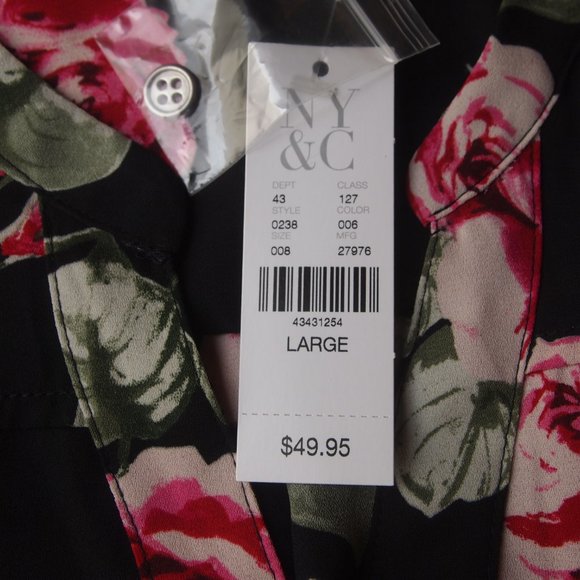 NY
&C
DEPT CLASS
43 127
STYLE COLOR
0238 006
SIZE MFG
008 27976
43431254
LARGE
$49.95